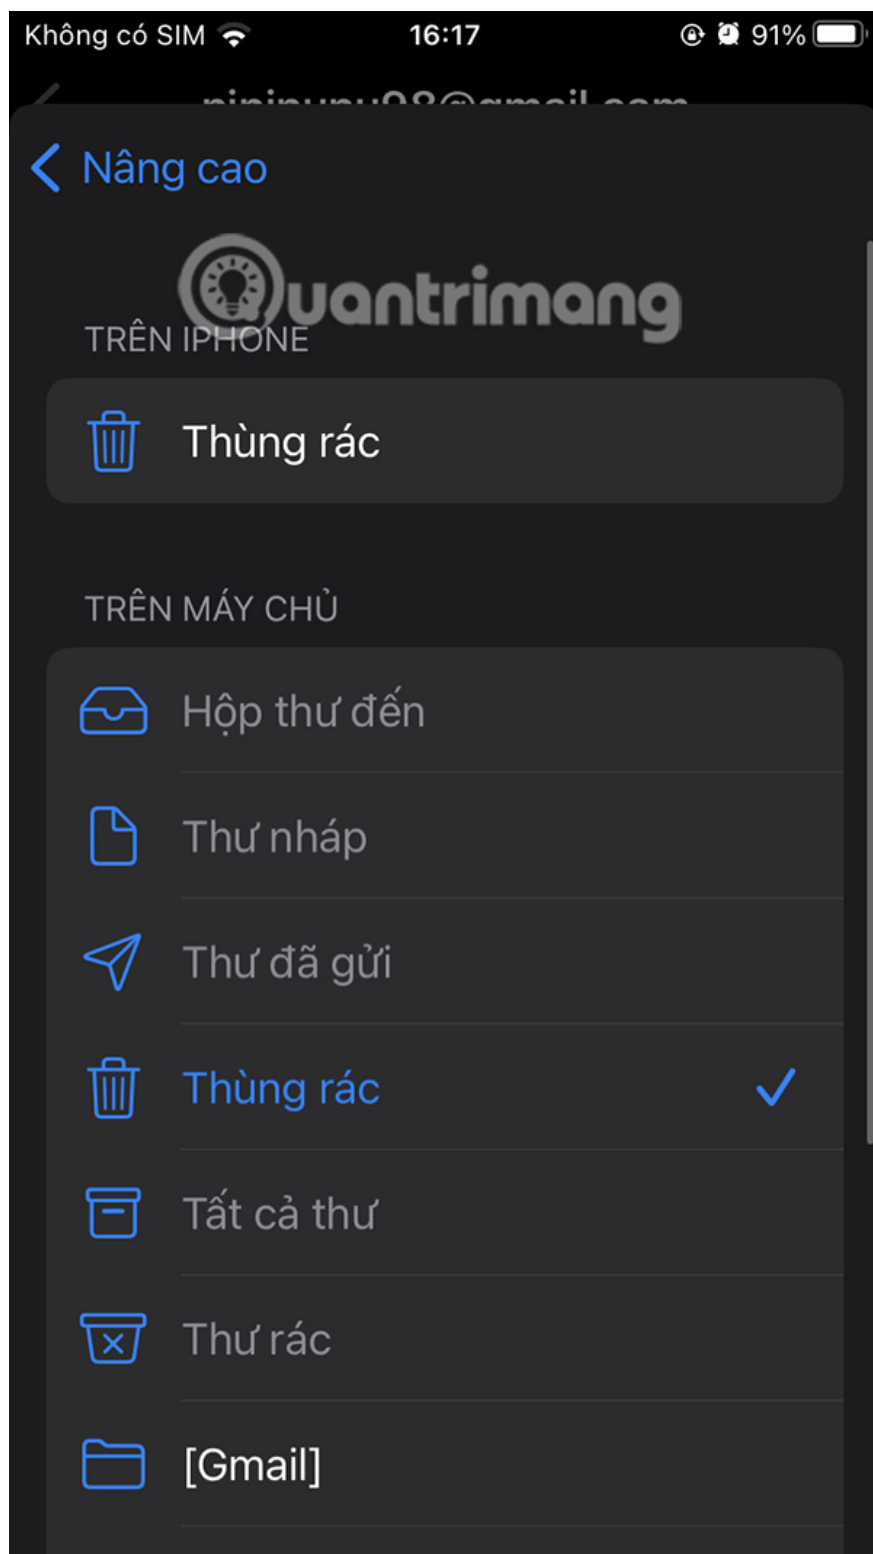 Không có SIM 16:17 91%
Nâng cao
Quantrimang
TRÊN IPHONE
Thùng rác
TRÊN MÁY CHỦ
Hộp thư đến
Thư nháp
Thư đã gửi
Thùng rác
Tất cả thư
Thư rác
[Gmail]